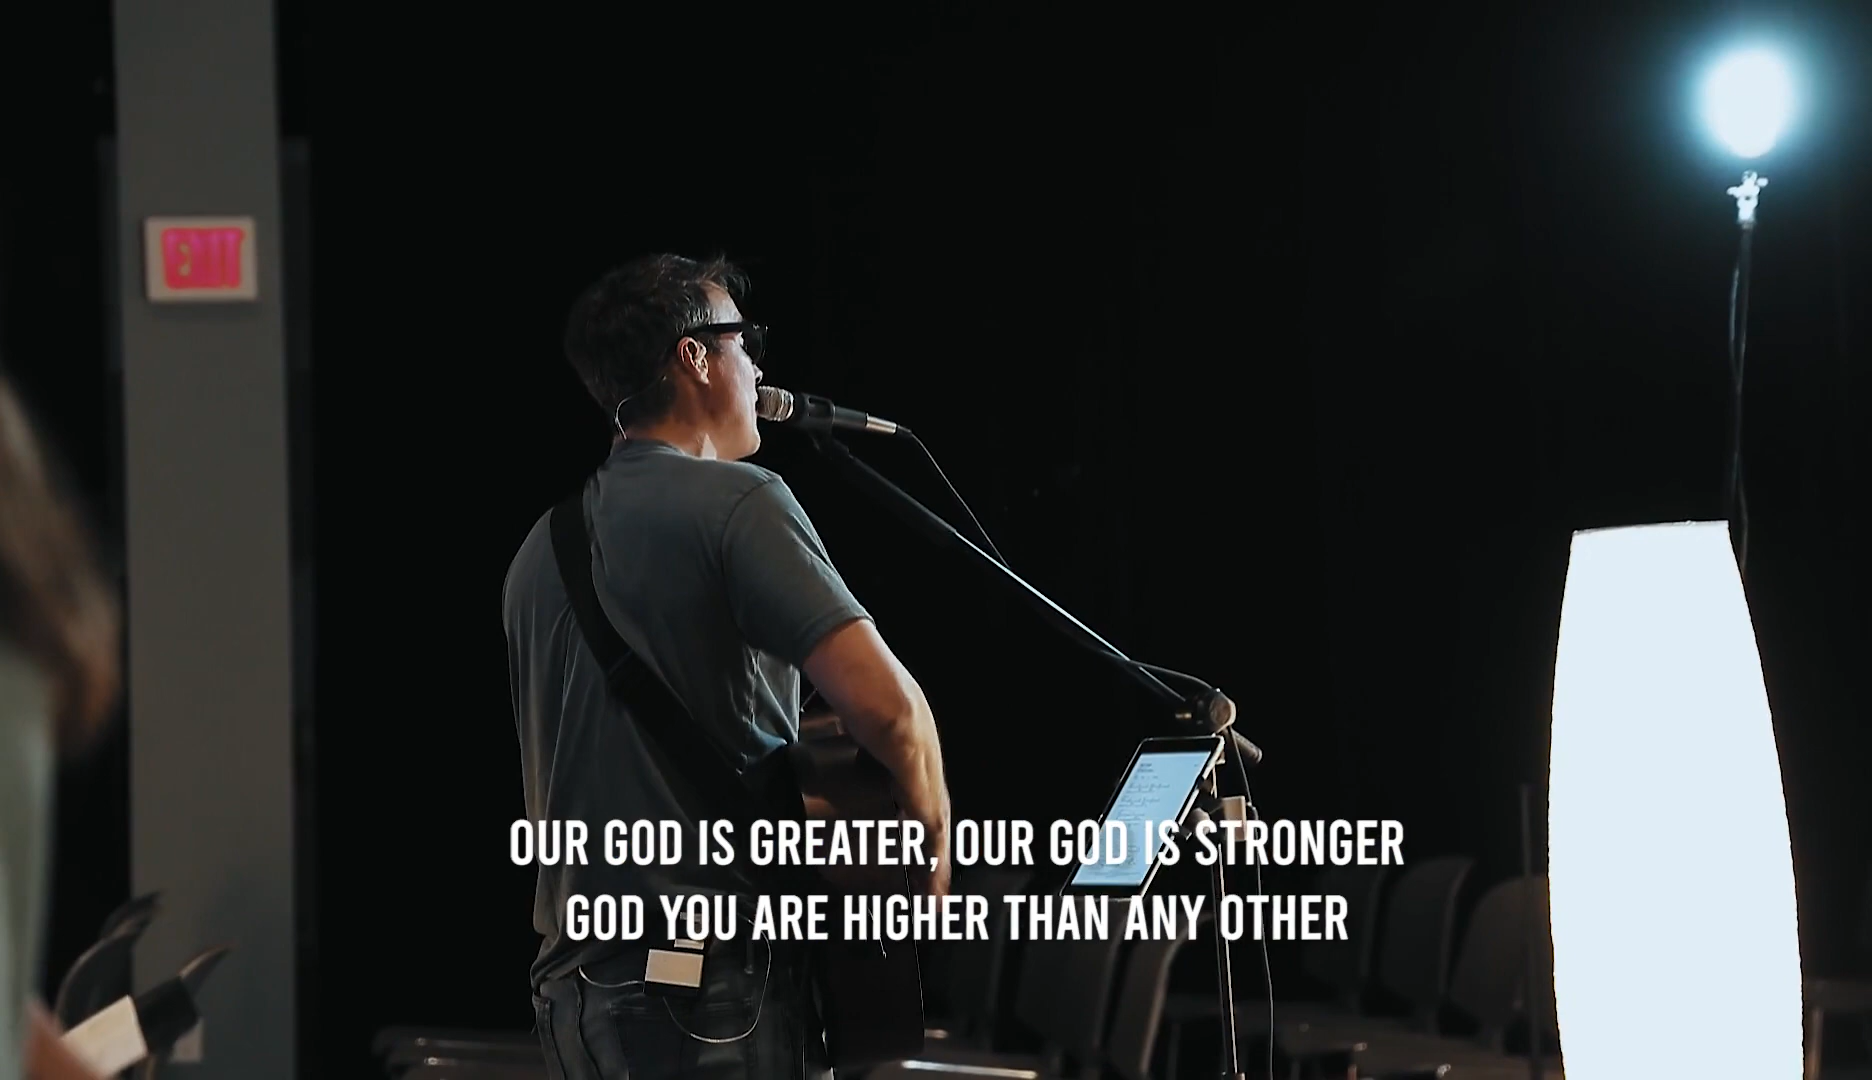 EXIT
OUR GOD IS GREATER, OUR GOD IS STRONGER
GOD YOU ARE HIGHER THAN ANY OTHER